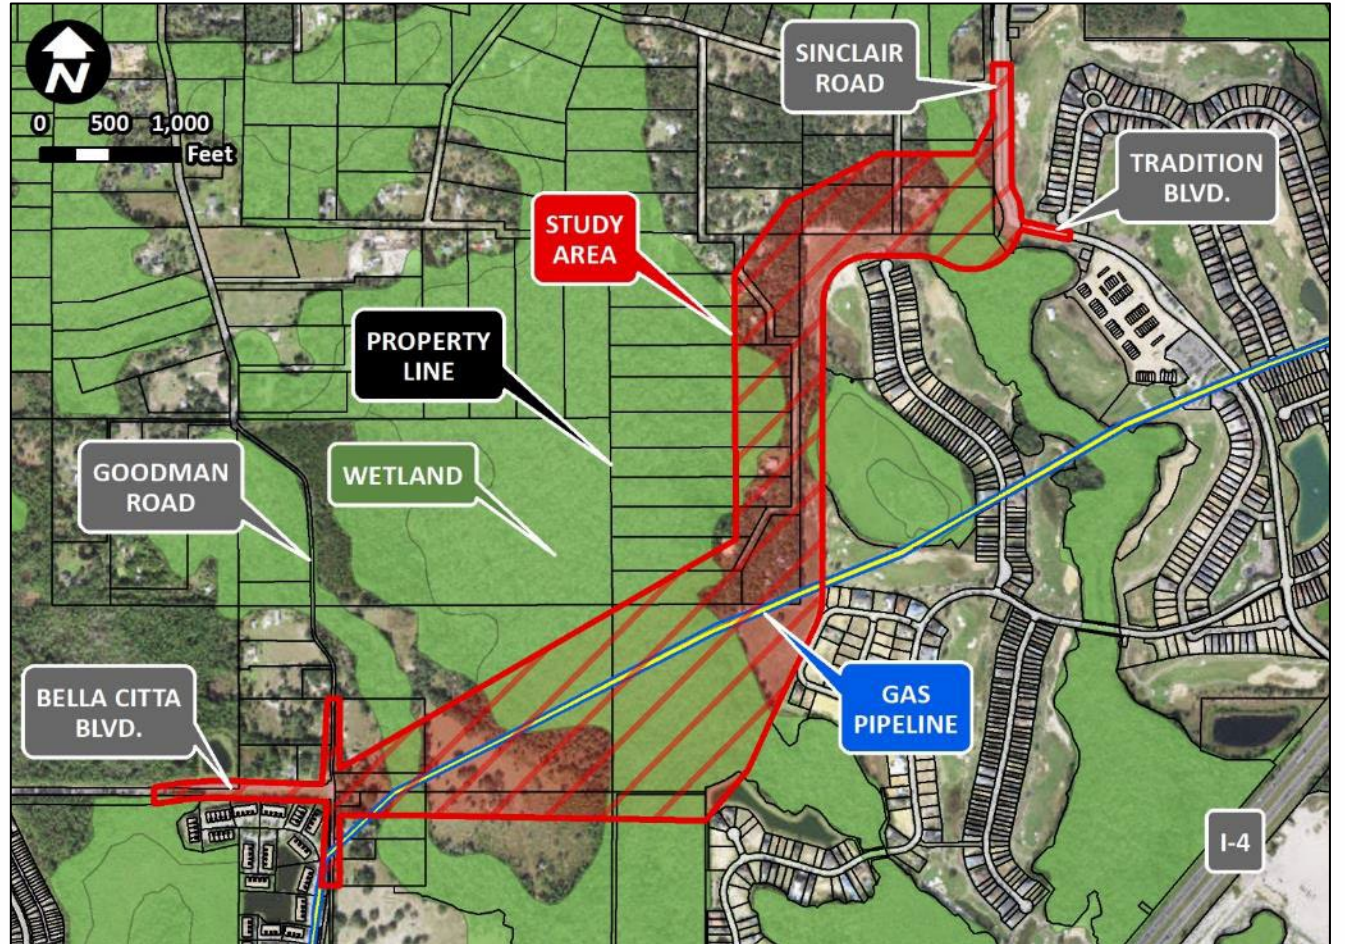 N
0 500 1,000
Feet
SINCLAIR
ROAD
TRADITION
BLVD.
STUDY
AREA
PROPERTY
LINE
GOODMAN
ROAD
WETLAND
BELLA CITTA
BLVD.
GAS
PIPELINE
I-4